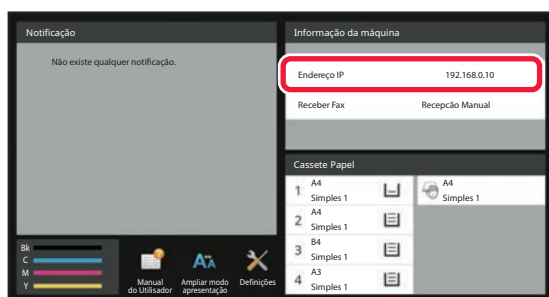 Notificação
Não existe qualquer notificação.
Informação da máquina
Endereço IP 192.168.0.10
Receber Fax Recepcão Manual
Cassete Papel
1 A4
Simples 1
A4
Simples 1
2 A4
Simples 1
3 B4
Simples 1
4 A3
Simples 1
Bk
C
M
Y
Manual
do Utilisador
Ampliar modo
apresentação
Definições